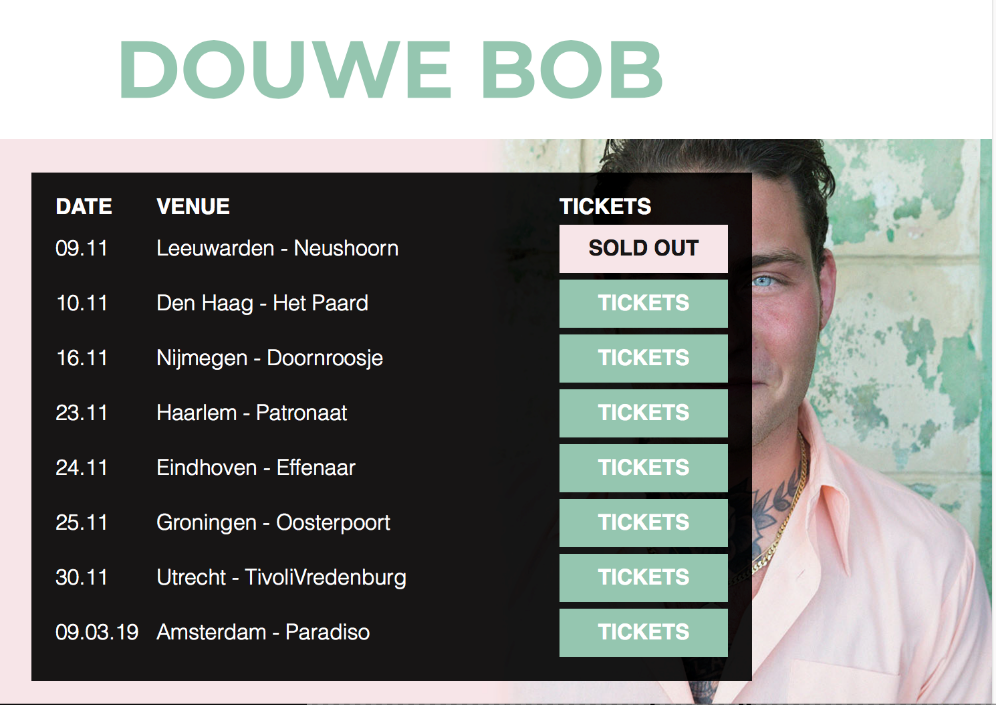 DOUWE BOB
DATE VENUE TICKETS
09.11 Leeuwarden - Neushoorn SOLD OUT
10.11 Den Haag - Het Paard TICKETS
16.11 Nijmegen - Doornroosje TICKETS
23.11 Haarlem - Patronaat TICKETS
24.11 Eindhoven - Effenaar TICKETS
25.11 Groningen - Oosterpoort TICKETS
30.11 Utrecht - TivoliVredenburg TICKETS
09.03.19 Amsterdam - Paradiso TICKETS